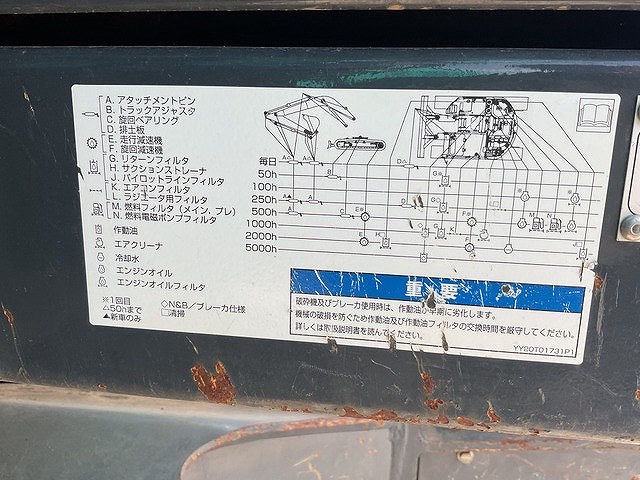 A. アタッチメントピン
B. トラックアジャスタ
C. 旋回ベアリング
D. 排土板
E. 走行減速機
F. 旋回減速機
G. リターンフィルタ
H. サクションストレーナ
J. パイロットラインフィルタ
K. エアコンフィルタ
L. ラジエータ用フィルタ
M. 燃料フィルタ（メイン、プレ）
N. 燃料電磁ポンプフィルタ
作動油
エアクリーナ
冷却水
エンジンオイル
エンジンオイルフィルタ
※1回目
△50hまで
▲新車のみ
◇N&B／ブレーカ仕様
□清掃
毎日
50h
100h
250h
500h
1000h
2000h
5000h
重要
破砕機及びブレーカ使用時は、作動油が早期に劣化します。
機械の破損を防ぐため作動油及び作動油フィルタの交換時間を厳守してください。
詳しくは取扱説明書を読んでください。
YY20T01731P1